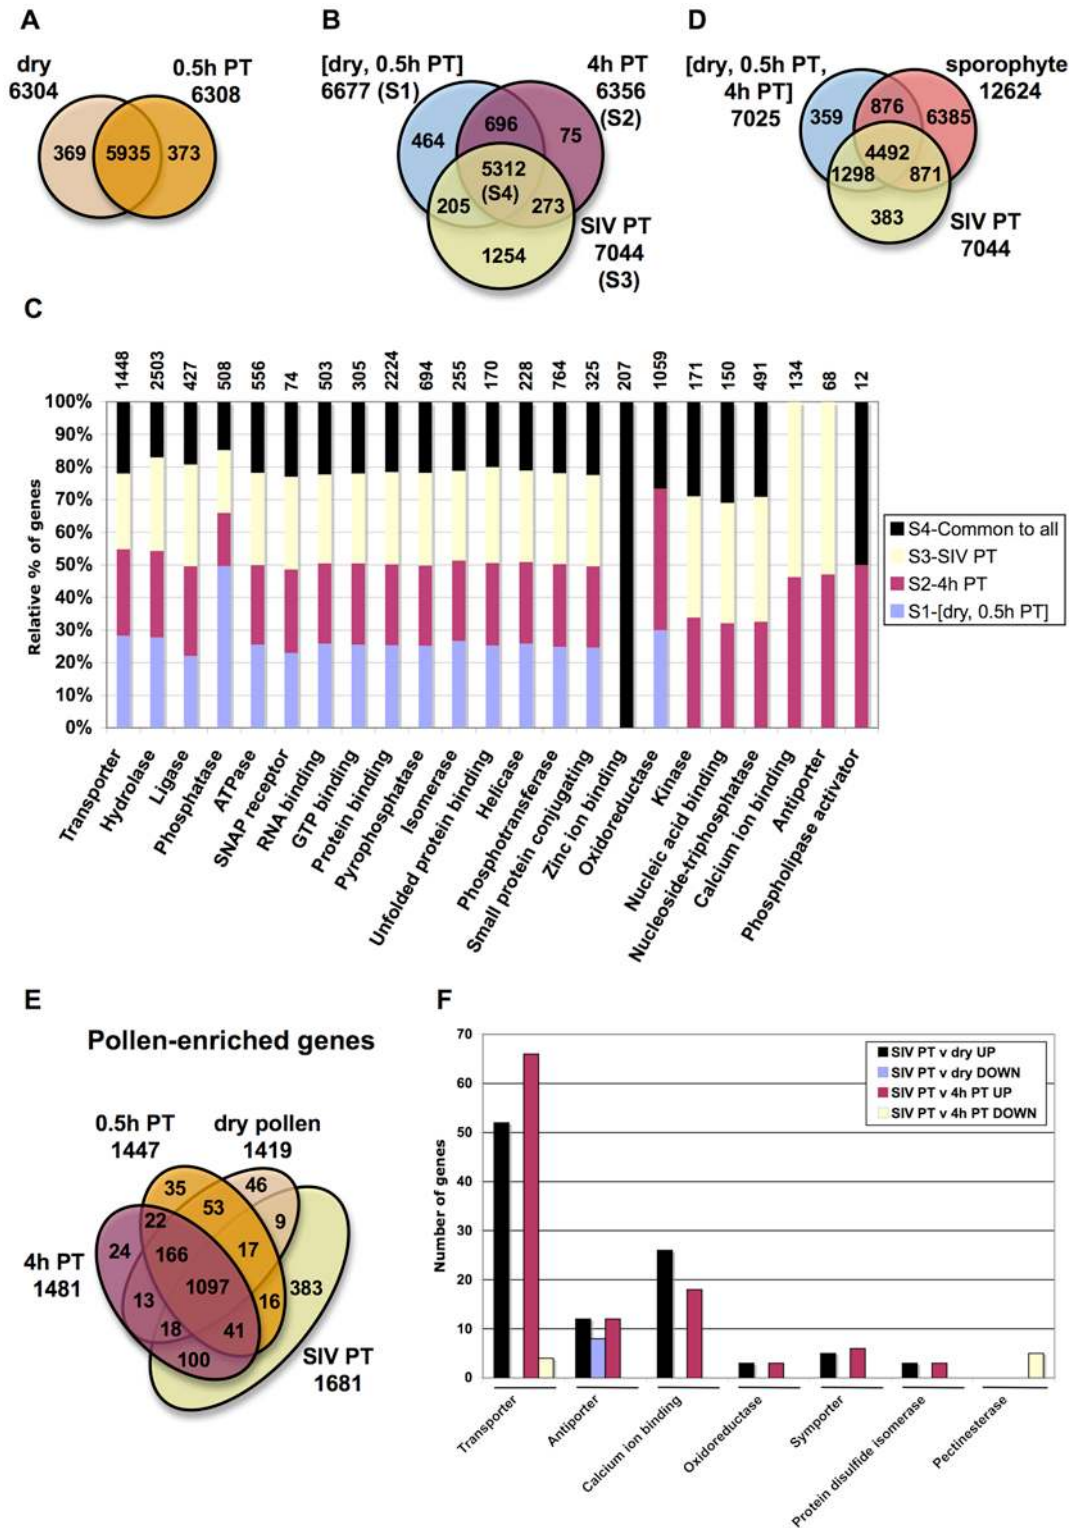 A
dry
6304
0.5h PT
6308
369
5935
373
B
[dry, 0.5h PT]
6677 (S1)
4h PT
6356
(S2)
464
696
75
5312
(S4)
205
273
1254
SIV PT
7044
(S3)
D
[dry, 0.5h PT,
4h PT]
7025
sporophyte
12624
359
876
6385
4492
1298
871
383
SIV PT
7044
C
1448
2503
427
508
556
74
503
305
2224
694
255
170
228
764
325
207
1059
171
150
491
134
68
12
Relative % of genes
100%
90%
80%
70%
60%
50%
40%
30%
20%
10%
0%
S4-Common to all
S3-SIV PT
S2-4h PT
S1-[dry, 0.5h PT]
Transporter
Hydrolase
Ligase
Phosphatase
ATPase
SNAP receptor
RNA binding
GTP binding
Protein binding
Pyrophosphatase
Isomerase
Unfolded protein binding
Helicase
Phosphotransferase
Small protein conjugating
Zinc ion binding
Oxidoreductase
Kinase
Nucleic acid binding
Nucleoside-triphosphatase
Calcium ion binding
Antiporter
Phospholipase activator
E
Pollen-enriched genes
0.5h PT
1447
dry pollen
1419
4h PT
1481
SIV PT
1681
35
53
46
9
22
24
166
17
1097
383
13
16
18
41
100
F
Number of genes
70
60
50
40
30
20
10
0
SIV PT v dry UP
SIV PT v dry DOWN
SIV PT v 4h PT UP
SIV PT v 4h PT DOWN
Transporter
Antiporter
Calcium ion binding
Oxidoreductase
Symporter
Protein disulfide isomerase
Pectinesterase